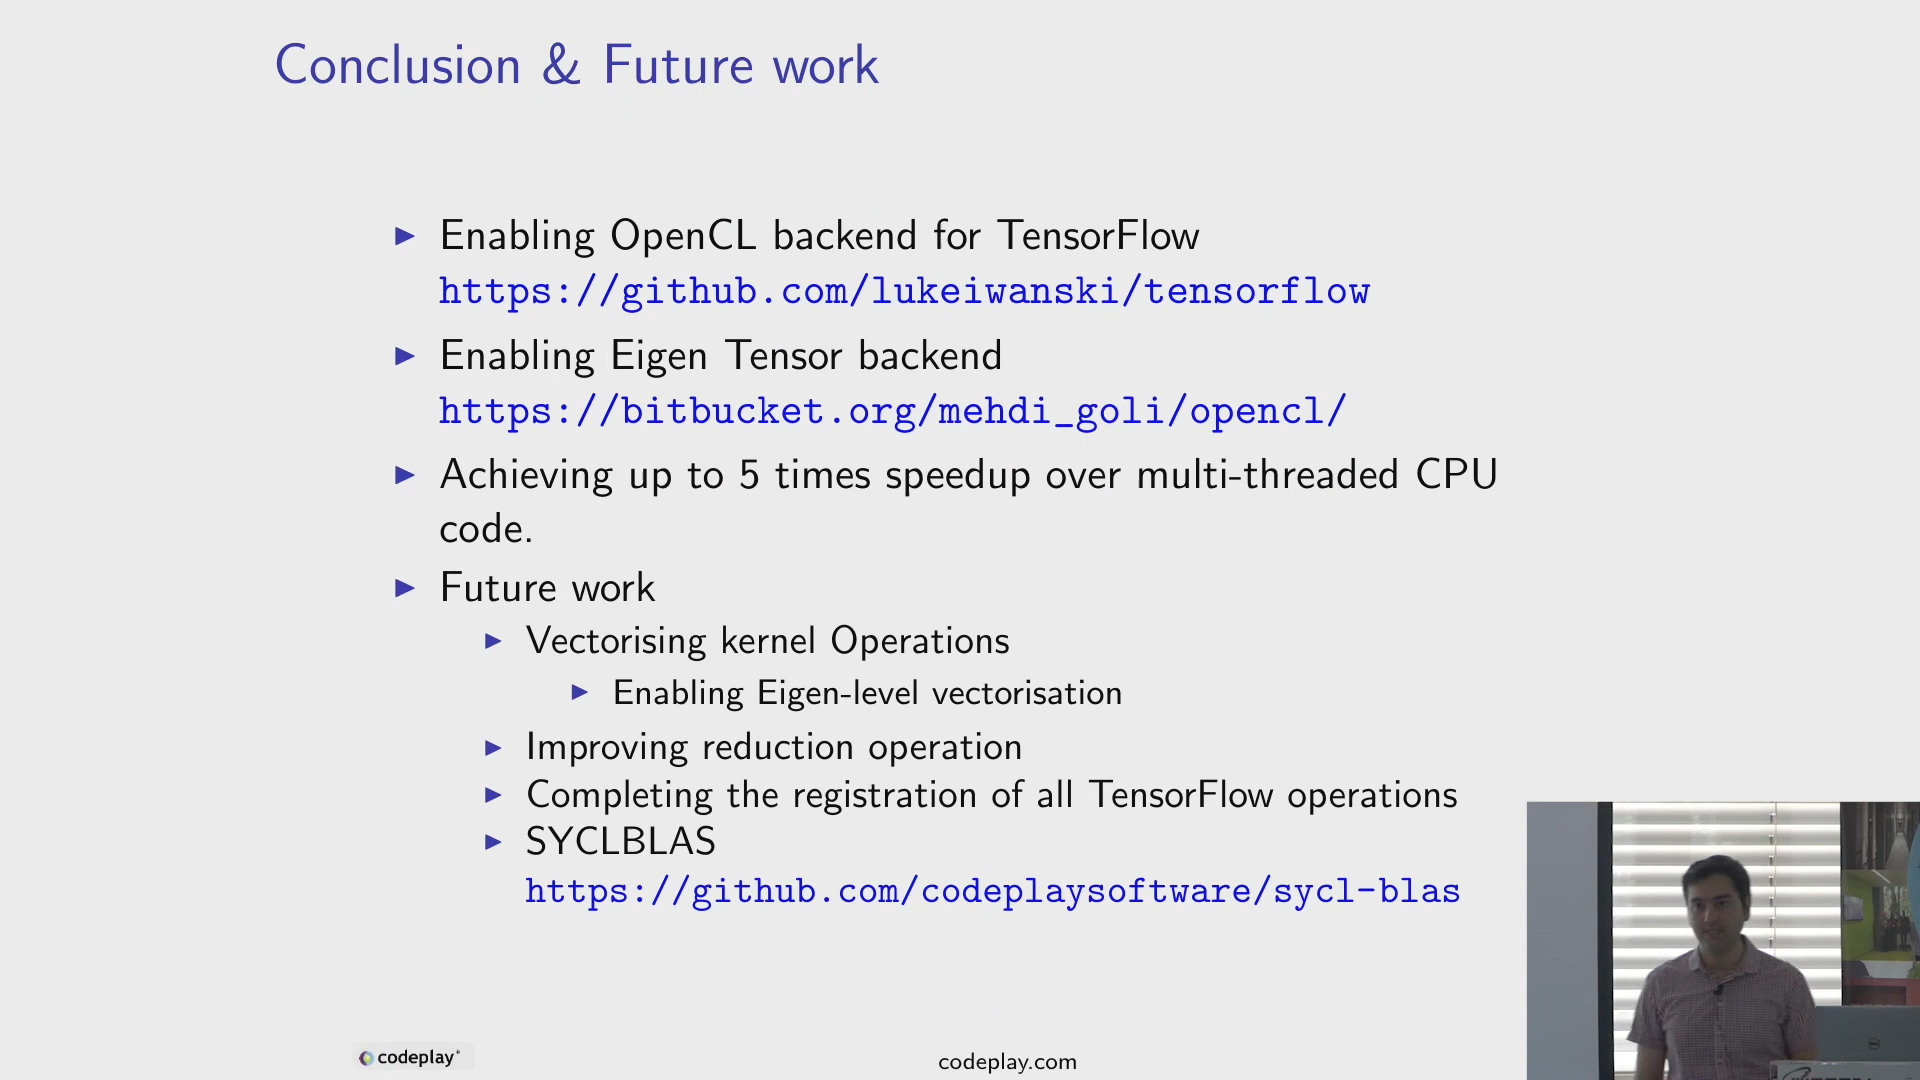 Conclusion & Future work
Enabling OpenCL backend for TensorFlow
https://github.com/lukeiwanski/tensorflow
Enabling Eigen Tensor backend
https://bitbucket.org/mehdi_goli/opencl/
Achieving up to 5 times speedup over multi-threaded CPU
code.
Future work
Vectorising kernel Operations
Enabling Eigen-level vectorisation
Improving reduction operation
Completing the registration of all TensorFlow operations
SYCLBLAS
https://github.com/codeplaysoftware/sycl-blas
codeplay
codeplay.com